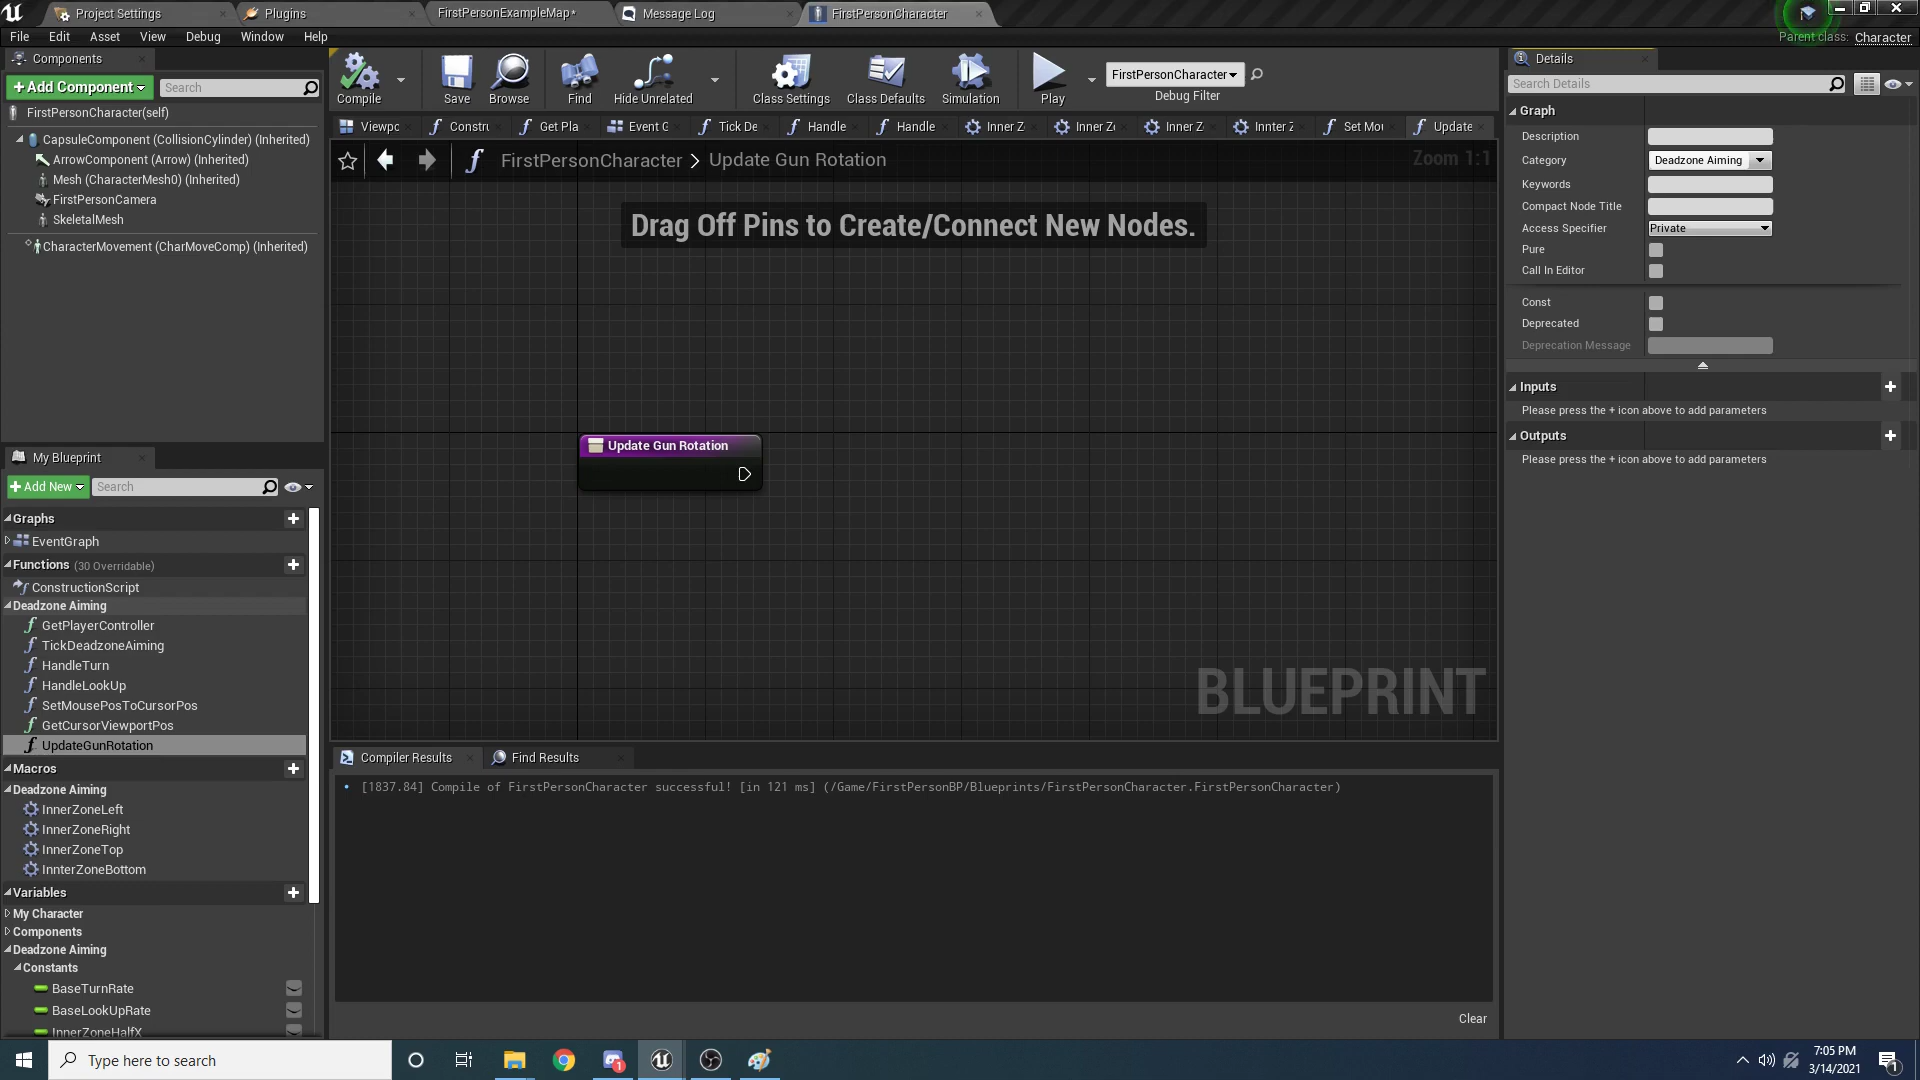 Project Settings
Plugins
FirstPersonExampleMap*
Message Log
FirstPersonCharacter
File Edit Asset View Debug Window Help
Parent class: Character
Components
+Add Component
Search
FirstPersonCharacter(self)
CapsuleComponent (CollisionCylinder) (Inherited)
ArrowComponent (Arrow) (Inherited)
Mesh (CharacterMesh0) (Inherited)
FirstPersonCamera
SkeletalMesh
CharacterMovement (CharMoveComp) (Inherited)
My Blueprint
+Add New
Search
Graphs
EventGraph
Functions (30 Overridable)
ConstructionScript
Deadzone Aiming
GetPlayerController
TickDeadzoneAiming
HandleTurn
HandleLookUp
SetMousePosToCursorPos
GetCursorViewportPos
UpdateGunRotation
Macros
Deadzone Aiming
InnerZoneLeft
InnerZoneRight
InnerZoneTop
InnterZoneBottom
Variables
My Character
Components
Deadzone Aiming
Constants
BaseTurnRate
BaseLookUpRate
InnerZoneHalfX
Compile
Save
Browse
Find
Hide Unrelated
Class Settings
Class Defaults
Simulation
Play
FirstPersonCharacter
Debug Filter
Viewpc
Constru
Get Pla
Event G
Tick De
Handle
Handle
Inner Z
Inner Z
Inner Z
Innter Z
Set Mou
Update
FirstPersonCharacter > Update Gun Rotation
Zoom 1:1
Drag Off Pins to Create/Connect New Nodes.
Update Gun Rotation
BLUEPRINT
Compiler Results
Find Results
[1837.84] Compile of FirstPersonCharacter successful! [in 121 ms] (/Game/FirstPersonBP/Blueprints/FirstPersonCharacter.FirstPersonCharacter)
Clear
Details
Search Details
Graph
Description
Category Deadzone Aiming
Keywords
Compact Node Title
Access Specifier Private
Pure
Call In Editor
Const
Deprecated
Deprecation Message
Inputs
Please press the + icon above to add parameters
Outputs
Please press the + icon above to add parameters
Type here to search
1
7:05 PM
3/14/2021
1